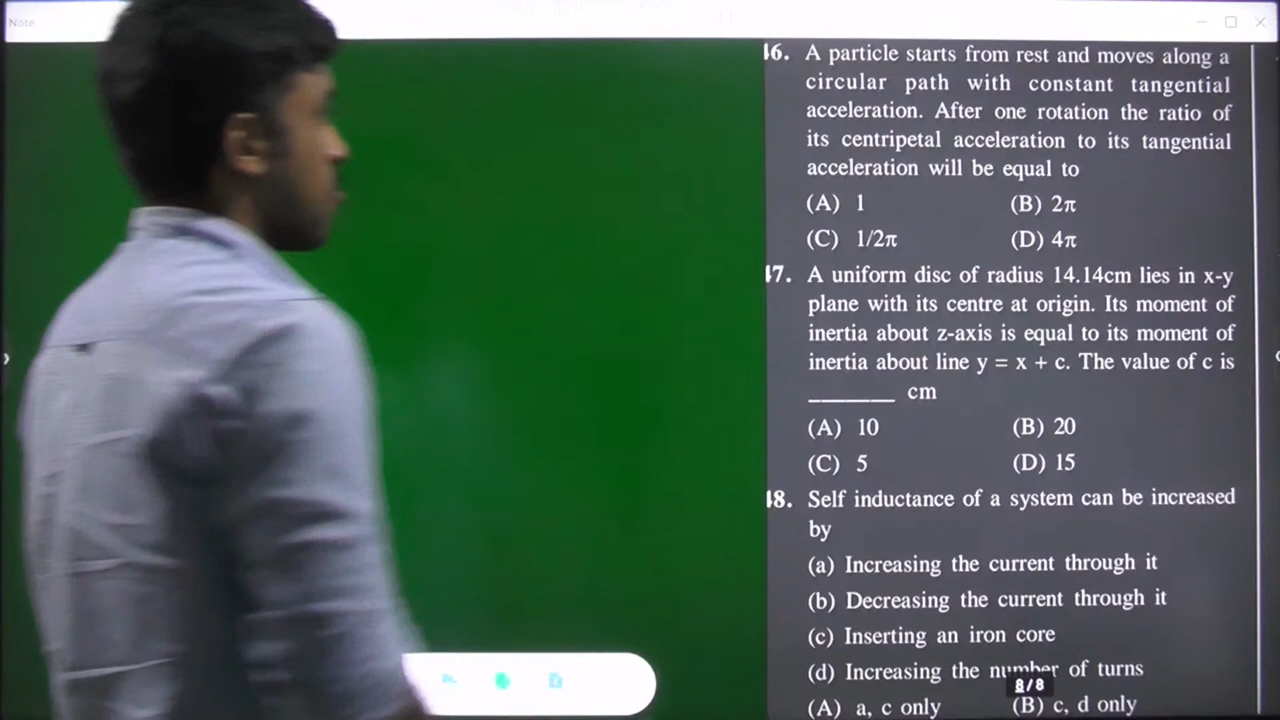 Note
46. A particle starts from rest and moves along a
circular path with constant tangential
acceleration. After one rotation the ratio of
its centripetal acceleration to its tangential
acceleration will be equal to
(A) 1 (B) 2π
(C) 1/2π (D) 4π
47. A uniform disc of radius 14.14cm lies in x-y
plane with its centre at origin. Its moment of
inertia about z-axis is equal to its moment of
inertia about line y = x + c. The value of c is
________ cm
(A) 10 (B) 20
(C) 5 (D) 15
48. Self inductance of a system can be increased
by
(a) Increasing the current through it
(b) Decreasing the current through it
(c) Inserting an iron core
(d) Increasing the number of turns
8/8
(A) a, c only (B) c, d only